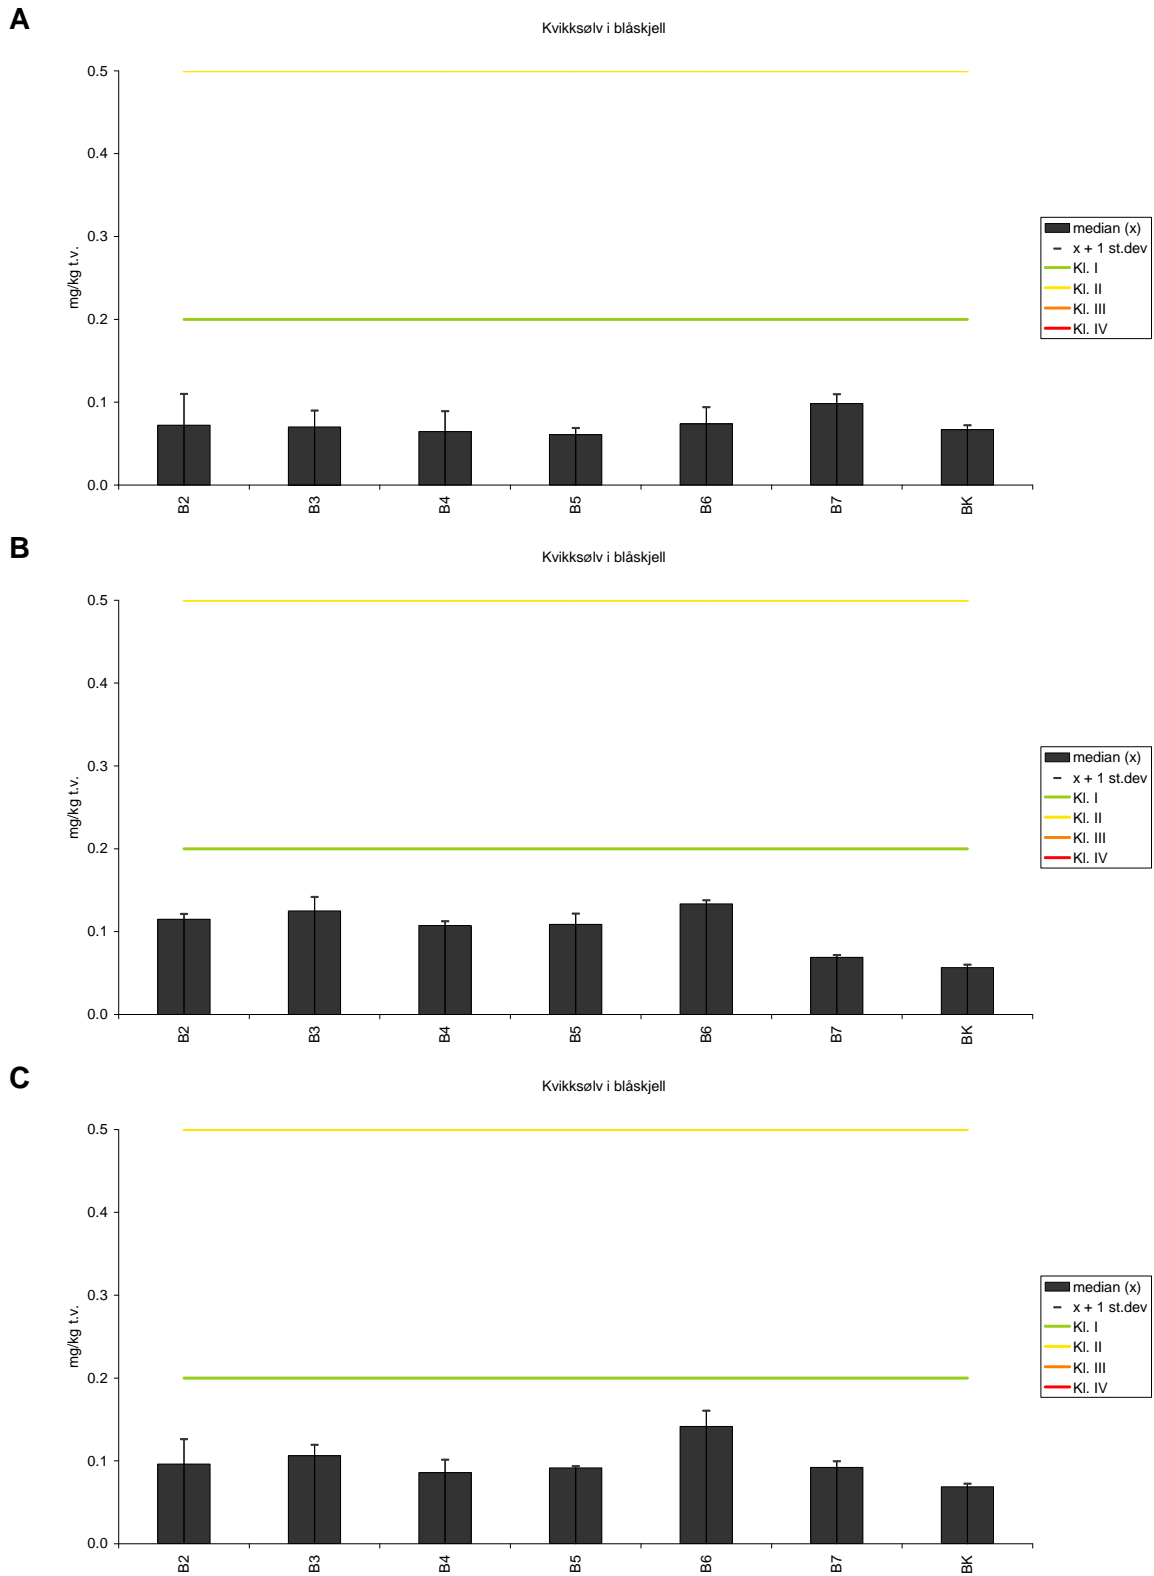 A
Kvikksølv i blåskjell
0.5
0.4
0.3
0.2
0.1
0.0
mg/kg t.v.
B2
B3
B4
B5
B6
B7
BK
median (x)
x + 1 st.dev
Kl. I
Kl. II
Kl. III
Kl. IV
B
Kvikksølv i blåskjell
0.5
0.4
0.3
0.2
0.1
0.0
mg/kg t.v.
B2
B3
B4
B5
B6
B7
BK
median (x)
x + 1 st.dev
Kl. I
Kl. II
Kl. III
Kl. IV
C
Kvikksølv i blåskjell
0.5
0.4
0.3
0.2
0.1
0.0
mg/kg t.v.
B2
B3
B4
B5
B6
B7
BK
median (x)
x + 1 st.dev
Kl. I
Kl. II
Kl. III
Kl. IV